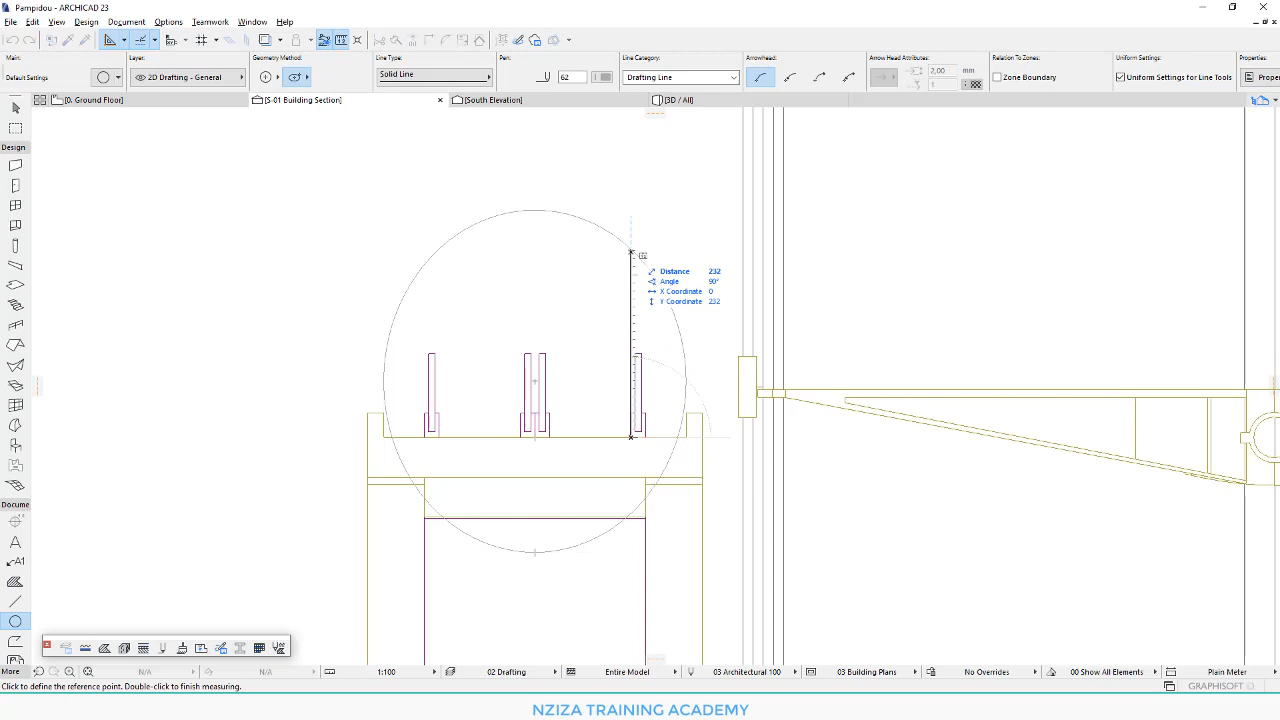 Pampidou - ARCHICAD 23
File Edit View Design Document Options Teamwork Window Help
Main: Layer: Geometry Method: Line Type Pen: Line Category: Arrowhead: Arrow Head Attributes: Relation To Zones: Uniform Settings: Properties:
Default Settings 2D Drafting - General Solid Line 62 Drafting Line 2,00 mm 1 Zone Boundary Uniform Settings for Line Tools Prope
[0. Ground Floor] [S-01 Building Section] [South Elevation] [3D / All]
Design
Distance 232
Angle 90°
X Coordinate 0
Y Coordinate 232
Docume
More N/A N/A 1:100 02 Drafting Entire Model 03 Architectural 100 03 Building Plans No Overrides 00 Show All Elements Plain Meter
Click to define the reference point. Double-click to finish measuring. GRAPHISOFT
NZIZA TRAINING ACADEMY